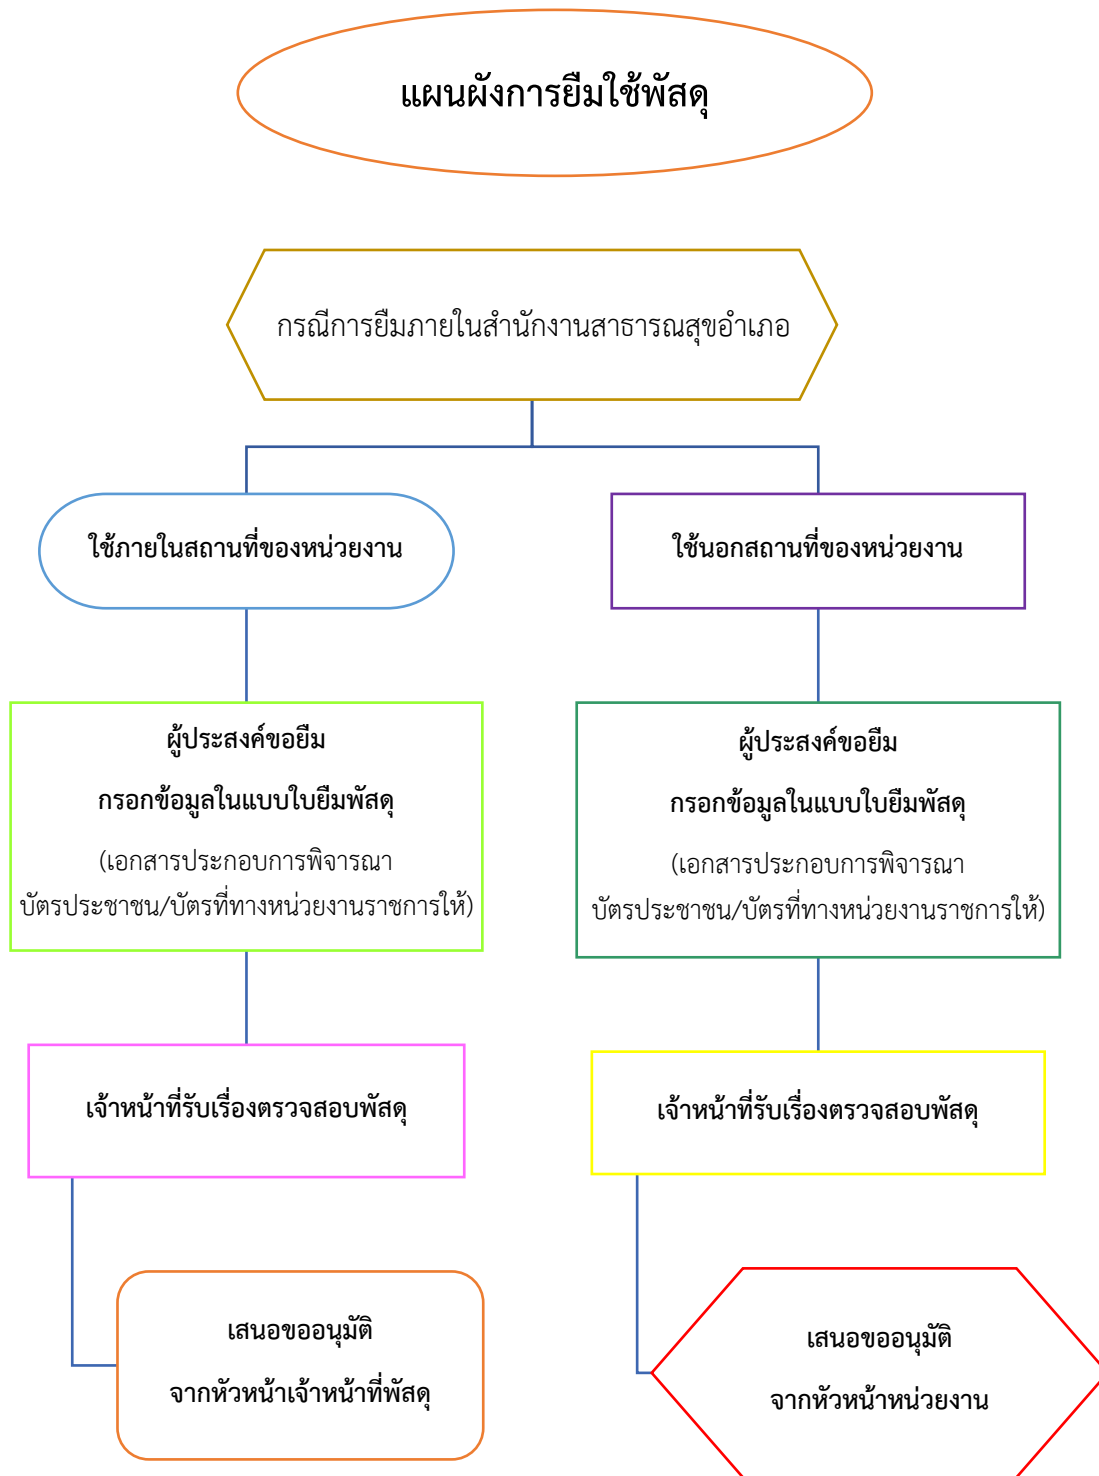 แผนผังการยืมใช้พัสดุ
กรณีการยืมภายในสำนักงานสาธารณสุขอำเภอ
ใช้ภายในสถานที่ของหน่วยงาน
ใช้นอกสถานที่ของหน่วยงาน
ผู้ประสงค์ขอยืม
กรอกข้อมูลในแบบใบยืมพัสดุ
(เอกสารประกอบการพิจารณา
บัตรประชาชน/บัตรที่ทางหน่วยงานราชการให้)
ผู้ประสงค์ขอยืม
กรอกข้อมูลในแบบใบยืมพัสดุ
(เอกสารประกอบการพิจารณา
บัตรประชาชน/บัตรที่ทางหน่วยงานราชการให้)
เจ้าหน้าที่รับเรื่องตรวจสอบพัสดุ
เจ้าหน้าที่รับเรื่องตรวจสอบพัสดุ
เสนอขออนุมัติ
จากหัวหน้าเจ้าหน้าที่พัสดุ
เสนอขออนุมัติ
จากหัวหน้าหน่วยงาน